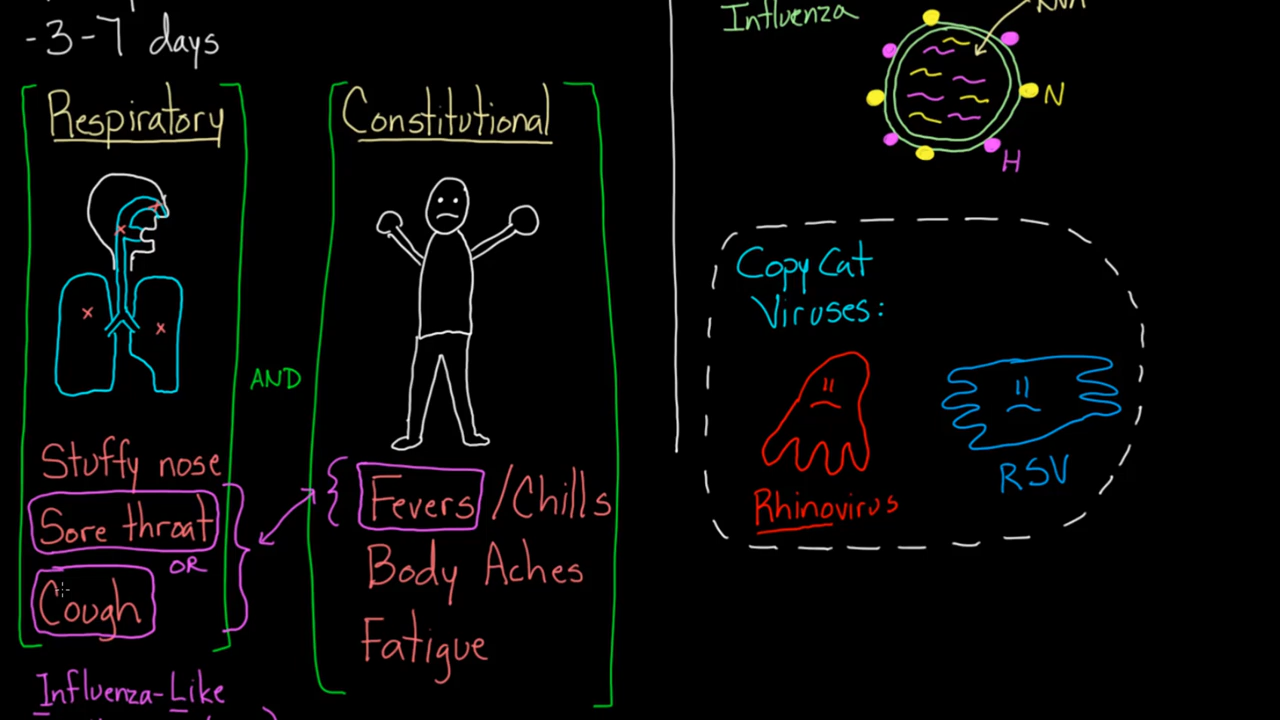 -3-7 days
Respiratory
Stuffy nose
Sore throat
OR
Cough
Influenza-Like
AND
Constitutional
Fevers/Chills
Body Aches
Fatigue
Influenza
RNA
N
H
Copy Cat
Viruses:
Rhinovirus
RSV